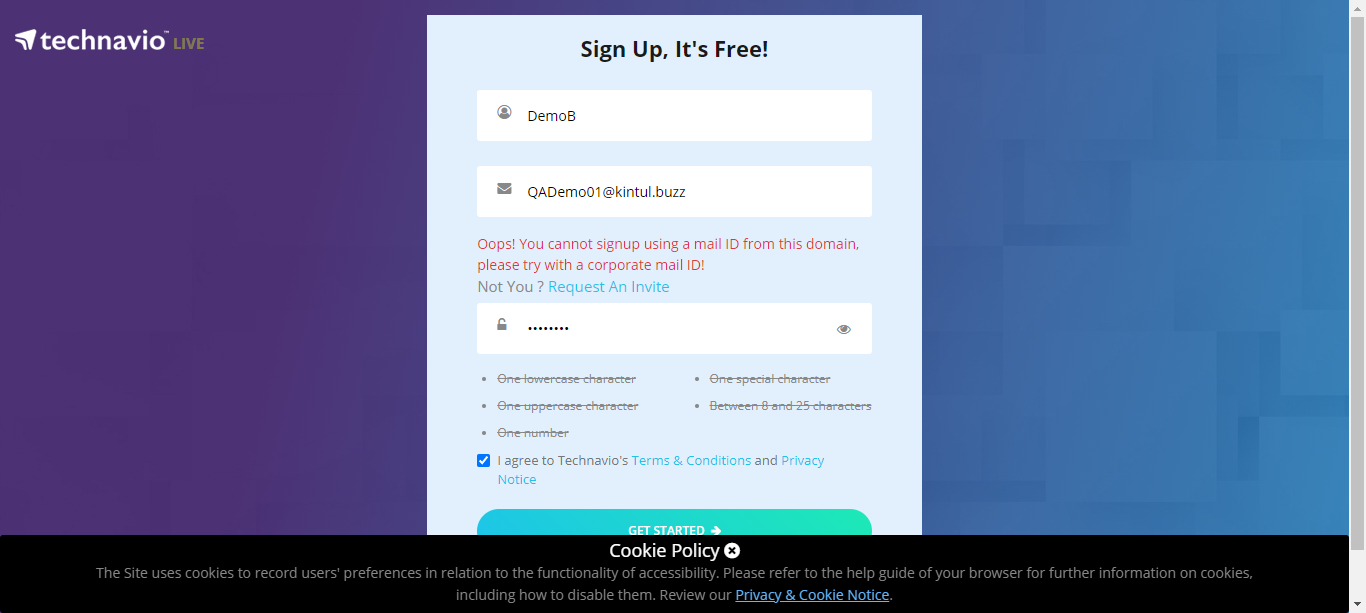 technavio™ LIVE
Sign Up, It's Free!
DemoB
QADemo01@kintul.buzz
Oops! You cannot signup using a mail ID from this domain,
please try with a corporate mail ID!
Not You ? Request An Invite
••••••••
One lowercase character
One special character
One uppercase character
Between 8 and 25 characters
One number
I agree to Technavio's Terms & Conditions and Privacy
Notice
GET STARTED
Cookie Policy
The Site uses cookies to record users' preferences in relation to the functionality of accessibility. Please refer to the help guide of your browser for further information on cookies,
including how to disable them. Review our Privacy & Cookie Notice.